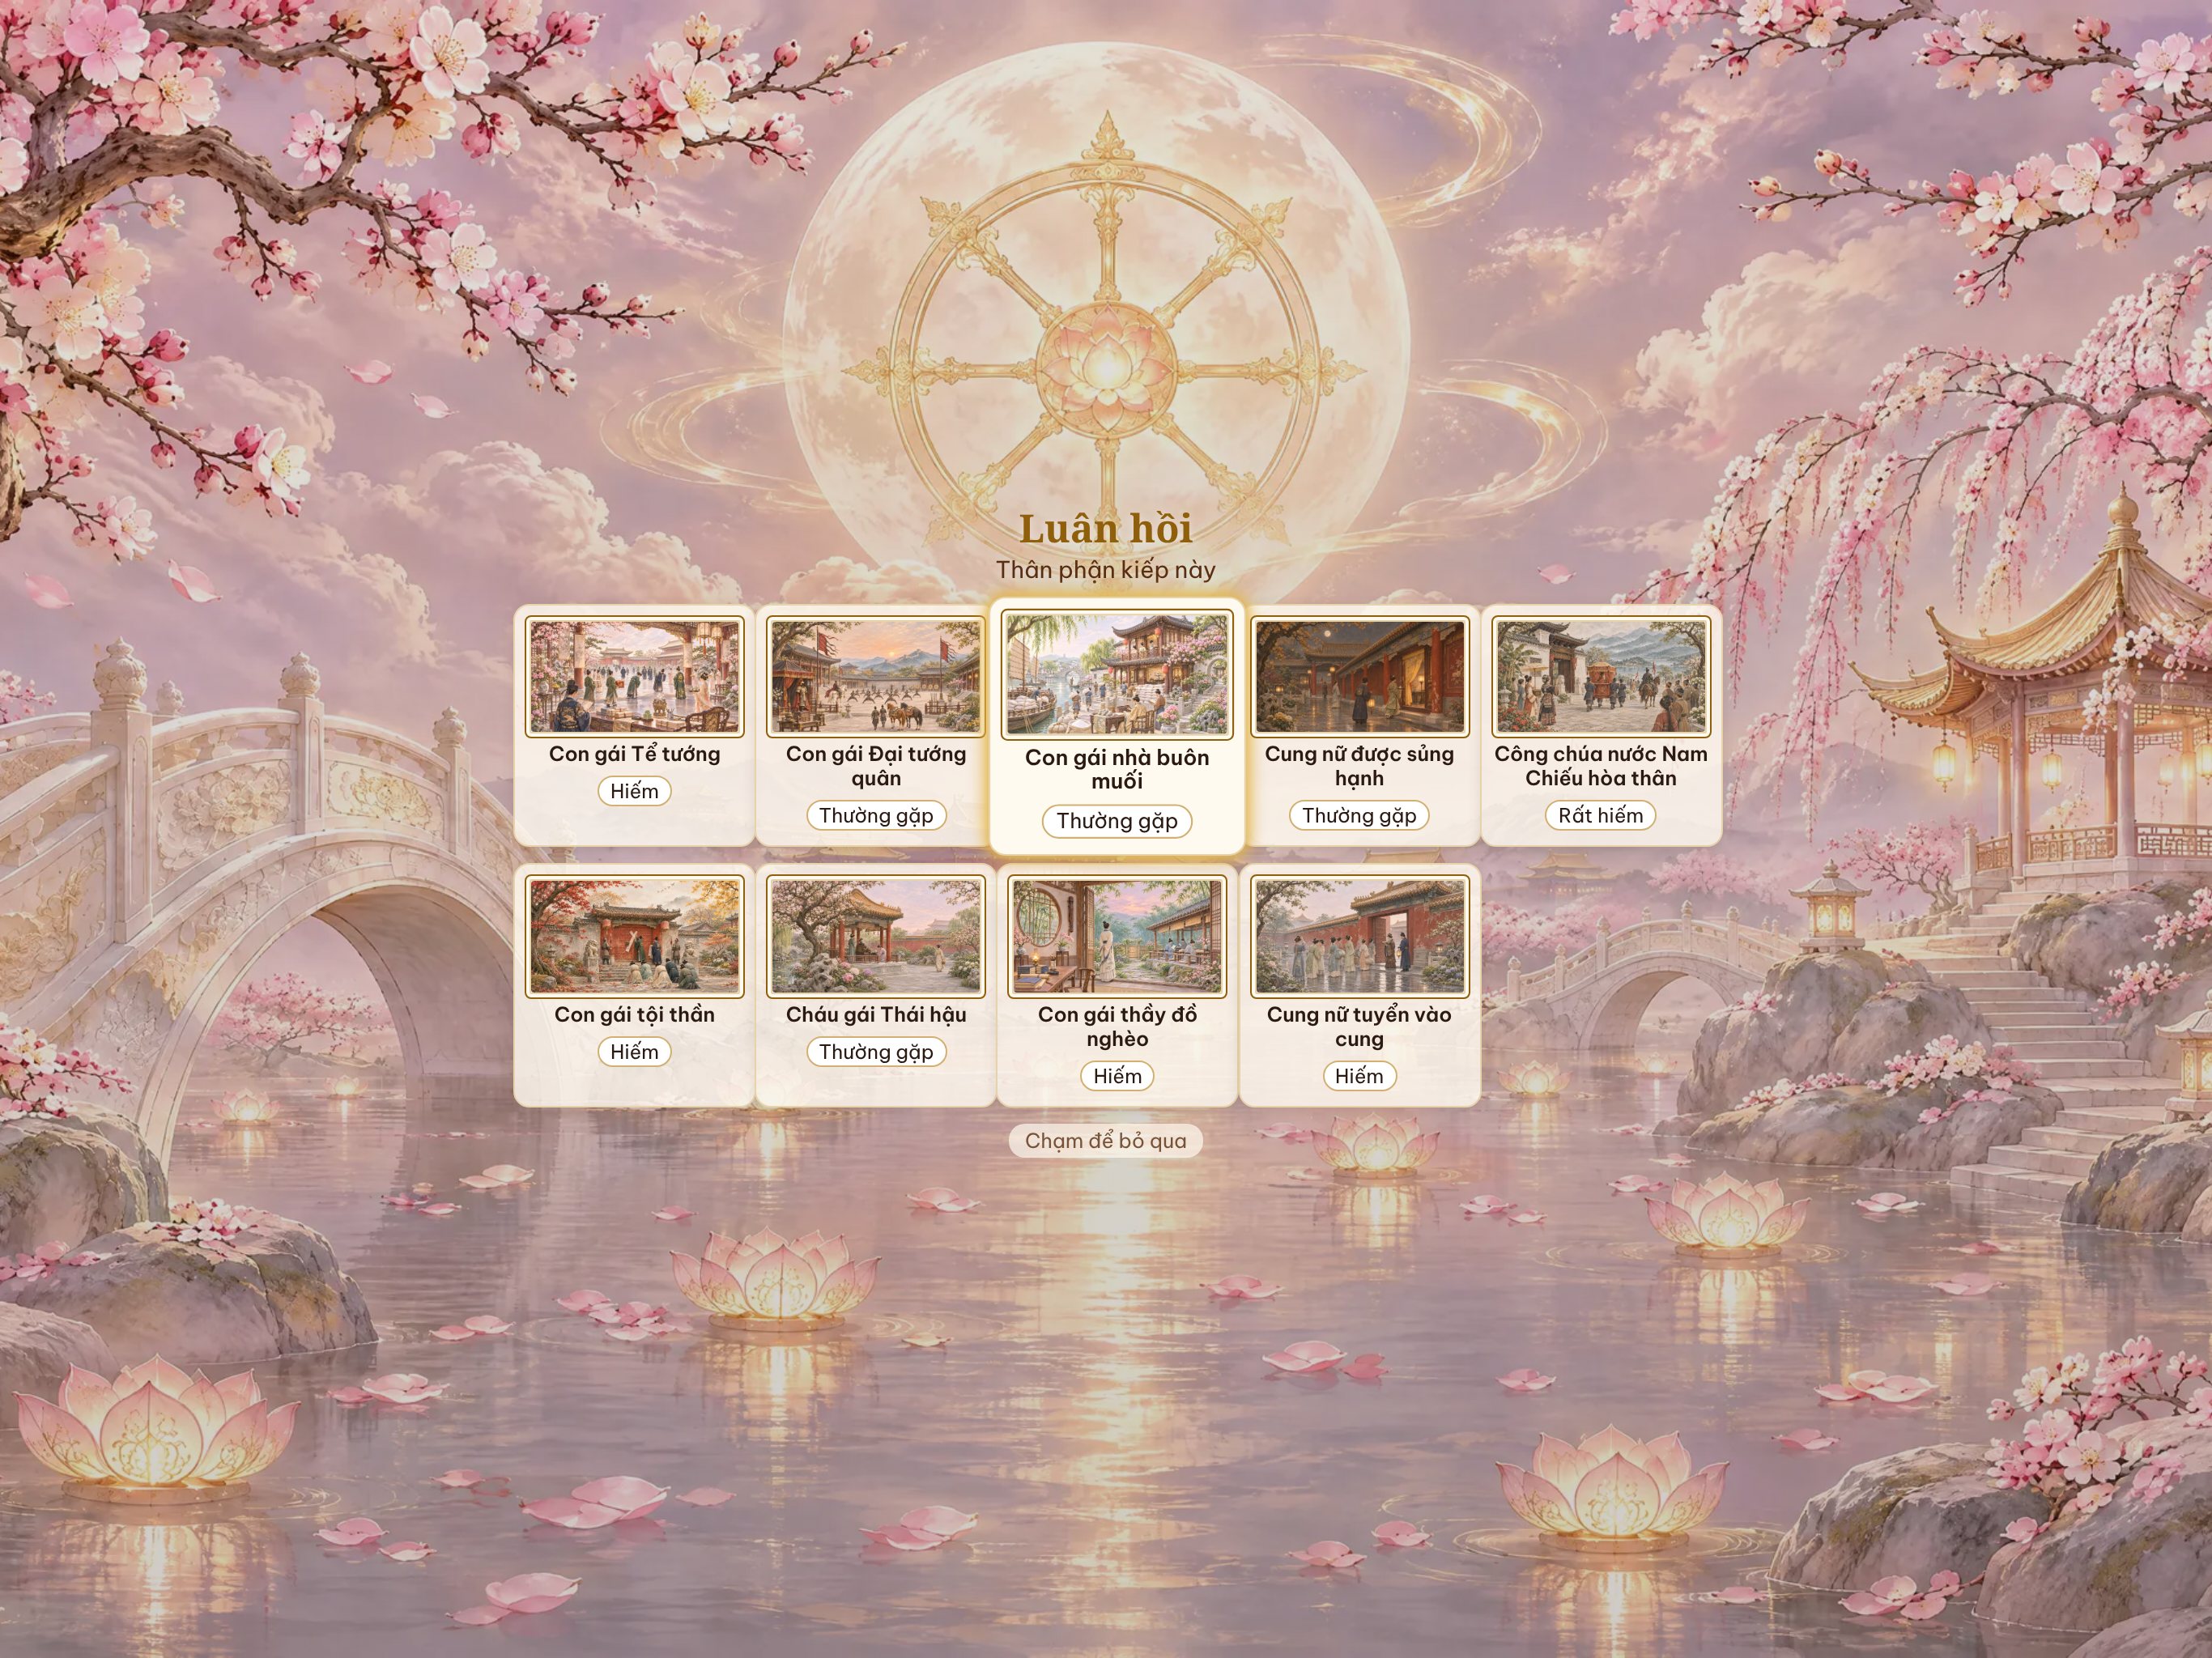 Luân hồi
Thân phận kiếp này
Con gái Tể tướng
Hiếm
Con gái Đại tướng
quân
Thường gặp
Con gái nhà buôn
muối
Thường gặp
Cung nữ được sủng
hạnh
Thường gặp
Công chúa nước Nam
Chiếu hòa thân
Rất hiếm
Con gái tội thần
Hiếm
Cháu gái Thái hậu
Thường gặp
Con gái thầy đồ
nghèo
Hiếm
Cung nữ tuyển vào
cung
Hiếm
Chạm để bỏ qua